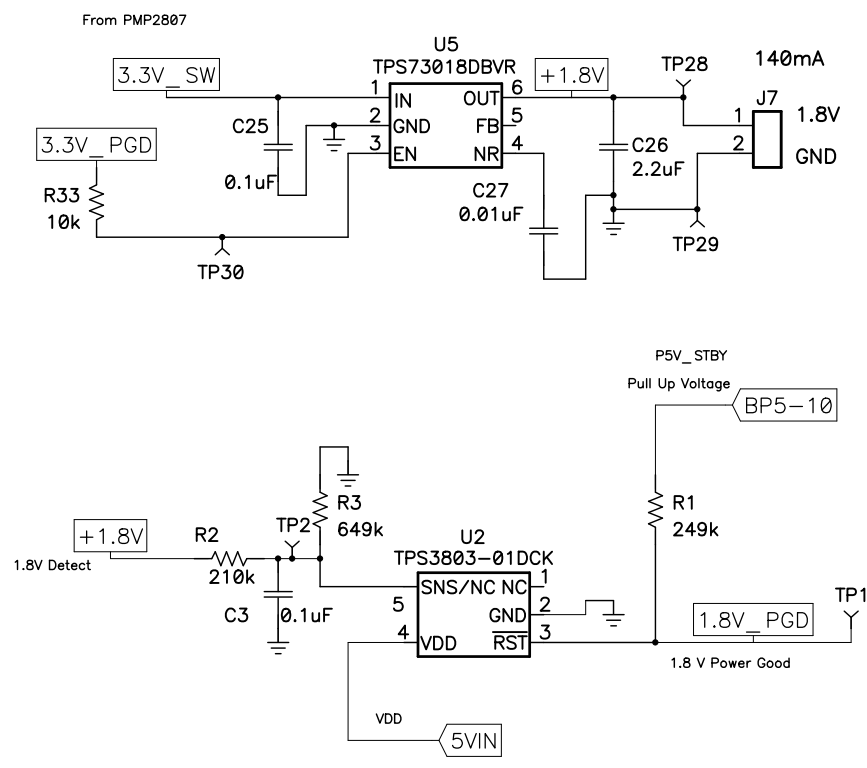 From PMP2807
U5
TPS73018DBVR
3.3V_SW
+1.8V
TP28
140mA
1 IN OUT 6
2 GND FB 5
3 EN NR 4
J7
1 1.8V
2 GND
C25
0.1uF
3.3V_PGD
R33
10k
TP30
C26
2.2uF
C27
0.01uF
TP29
P5V_STBY
Pull Up Voltage
BP5-10
R3
649k
R1
249k
+1.8V
1.8V Detect
R2
210k
TP2
C3 0.1uF
U2
TPS3803-01DCK
SNS/NC NC 1
5 GND 2
4 VDD RST 3
1.8V_PGD
TP1
1.8 V Power Good
VDD
5VIN